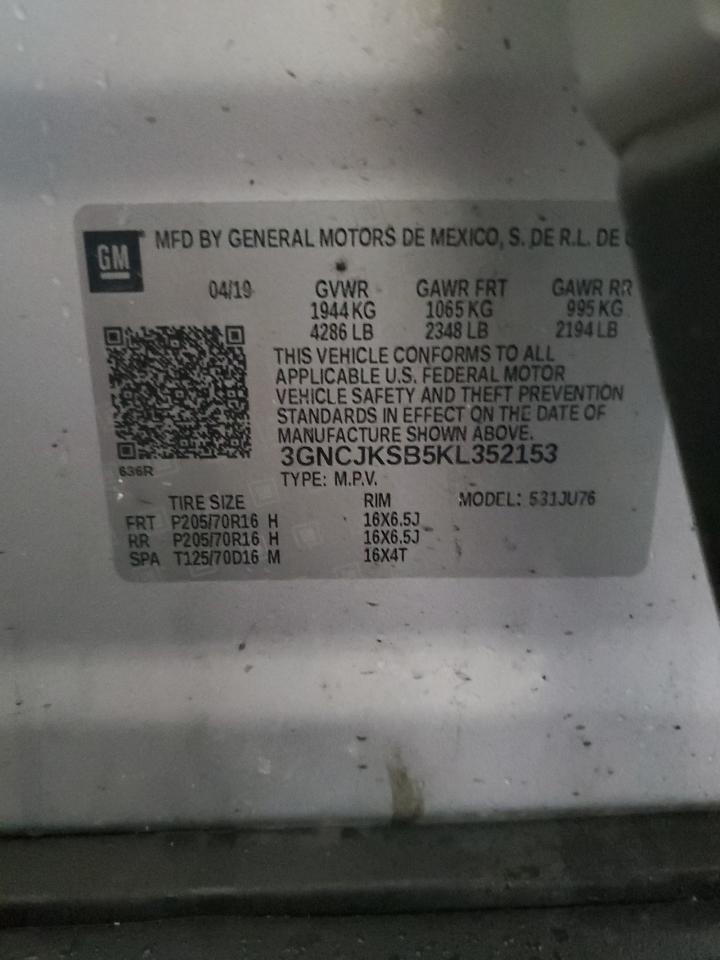 GM MFD BY GENERAL MOTORS DE MEXICO, S. DE R.L. DE
04/19 GVWR GAWR FRT GAWR RR
1944 KG 1065 KG 995 KG
4286 LB 2348 LB 2194 LB
THIS VEHICLE CONFORMS TO ALL
APPLICABLE U.S. FEDERAL MOTOR
VEHICLE SAFETY AND THEFT PREVENTION
STANDARDS IN EFFECT ON THE DATE OF
MANUFACTURE SHOWN ABOVE.
3GNCJKSB5KL352153
636R
TYPE: M.P.V.
TIRE SIZE RIM MODEL: 531JU76
FRT P205/70R16 H 16X6.5J
RR P205/70R16 H 16X6.5J
SPA T125/70D16 M 16X4T